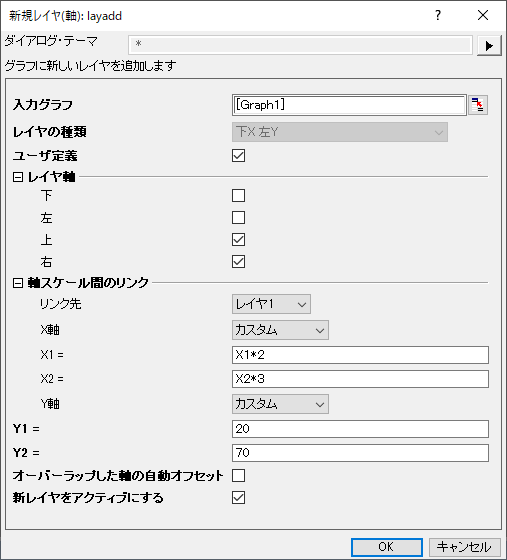 新規レイヤ(軸): layadd
ダイアログ・テーマ *
グラフに新しいレイヤを追加します
入力グラフ [Graph1]
レイヤの種類 下X 左Y
ユーザ定義
レイヤ軸
下
左
上
右
軸スケール間のリンク
リンク先 レイヤ1
X軸 カスタム
X1 = X1*2
X2 = X2*3
Y軸 カスタム
Y1 = 20
Y2 = 70
オーバーラップした軸の自動オフセット
新レイヤをアクティブにする
OK キャンセル